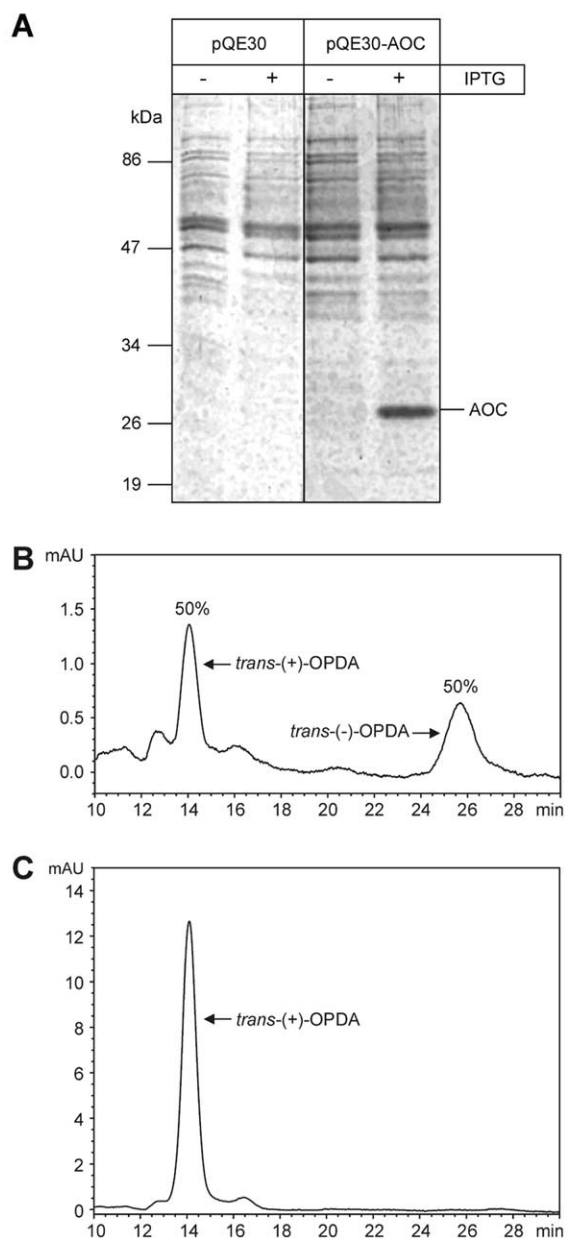 A
pQE30 pQE30-AOC
- + - + IPTG
kDa
86
47
34
26
19
AOC
B
mAU
1.5
1.0
0.5
0.0
50%
trans-(+)-OPDA
50%
trans-(-)-OPDA
10 12 14 16 18 20 22 24 26 28 min
C
mAU
14
12
10
8
6
4
2
0
trans-(+)-OPDA
10 12 14 16 18 20 22 24 26 28 min